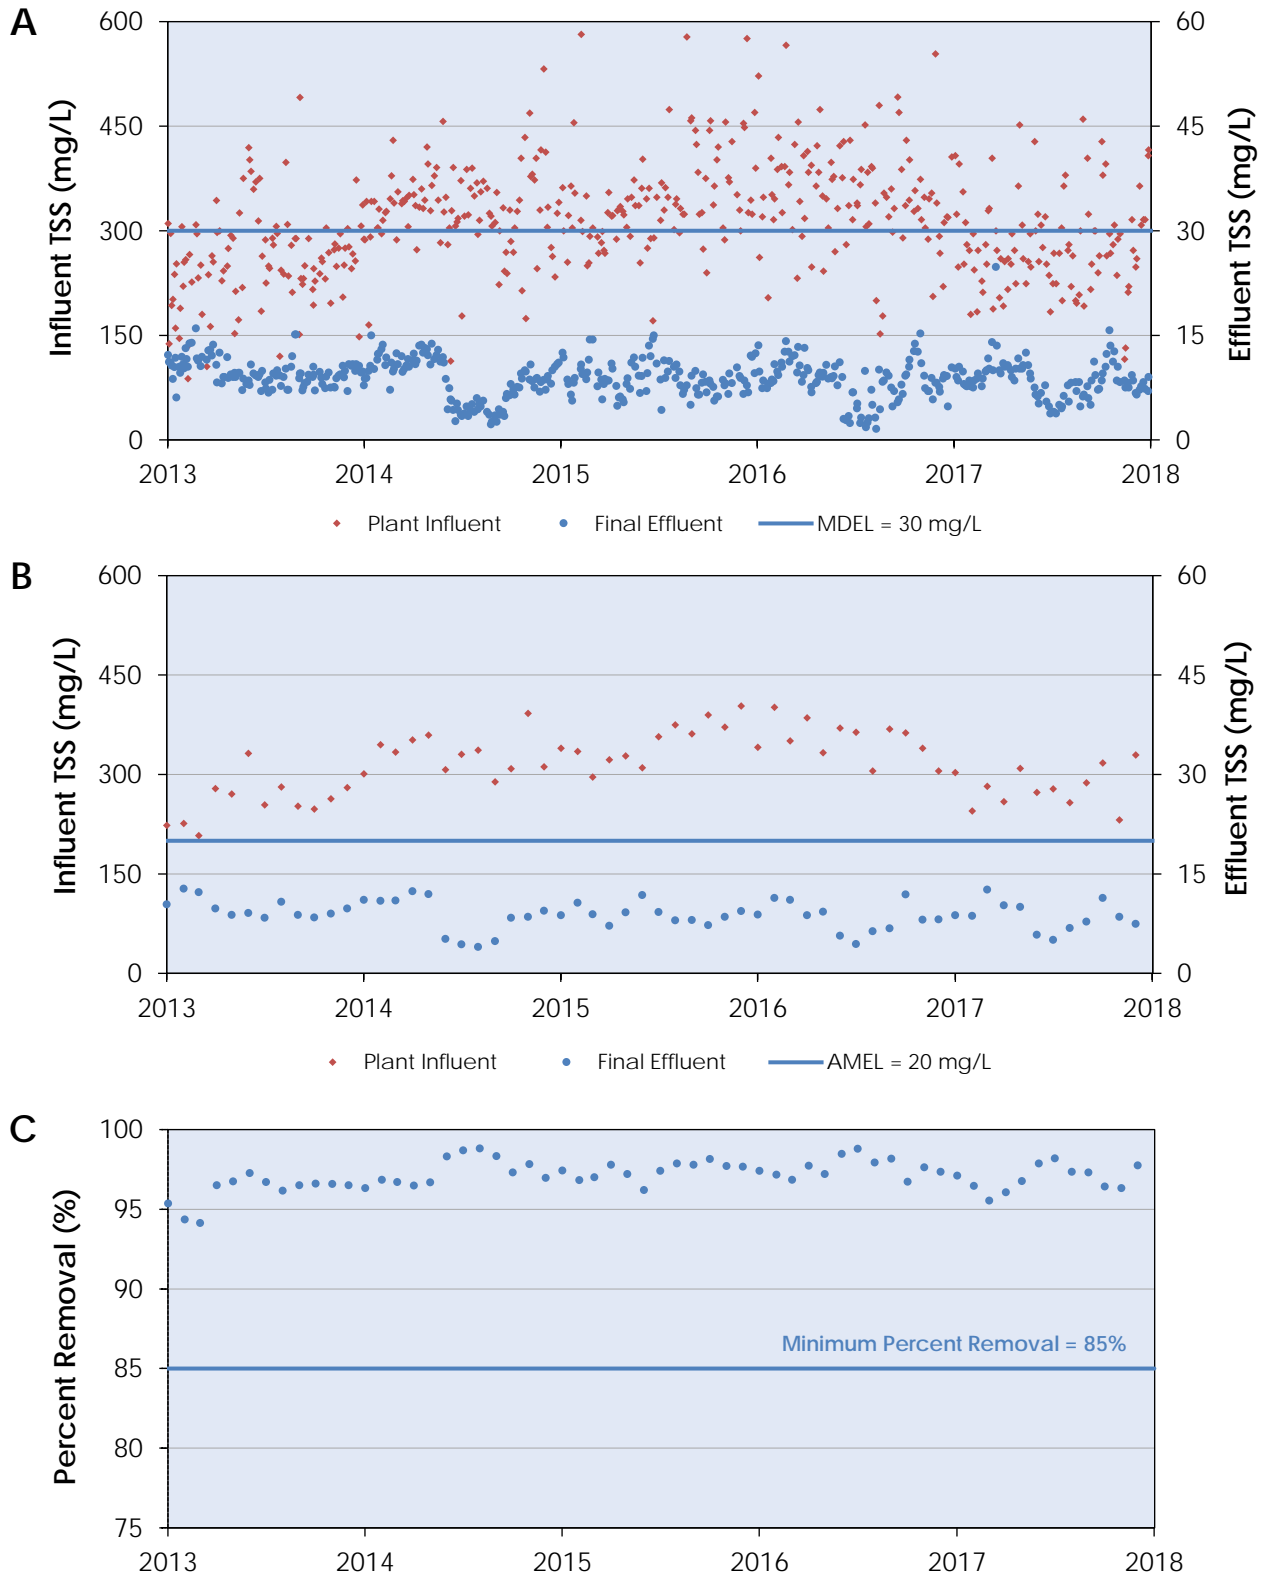 A
600
450
300
150
0
Influent TSS (mg/L)
60
45
30
15
0
Effluent TSS (mg/L)
2013 2014 2015 2016 2017 2018
Plant Influent Final Effluent MDEL = 30 mg/L
B
600
450
300
150
0
Influent TSS (mg/L)
60
45
30
15
0
Effluent TSS (mg/L)
2013 2014 2015 2016 2017 2018
Plant Influent Final Effluent AMEL = 20 mg/L
C
100
95
90
85
80
75
Percent Removal (%)
Minimum Percent Removal = 85%
2013 2014 2015 2016 2017 2018